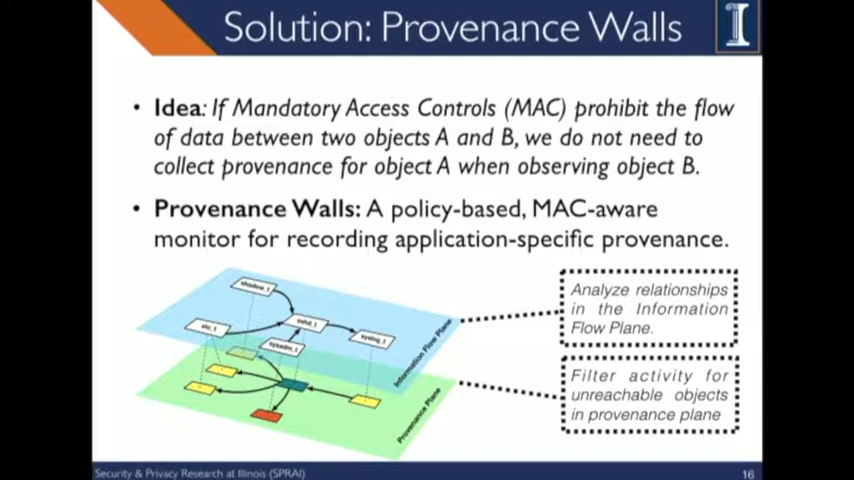 Solution: Provenance Walls
• Idea: If Mandatory Access Controls (MAC) prohibit the flow
of data between two objects A and B, we do not need to
collect provenance for object A when observing object B.
• Provenance Walls: A policy-based, MAC-aware
monitor for recording application-specific provenance.
shadow_t
etc_t
sshd_t
sysadm_t
syslog_t
Information Flow Plane
Provenance Plane
Analyze relationships
in the Information
Flow Plane.
Filter activity for
unreachable objects
in provenance plane
Security & Privacy Research at Illinois (SPRAI)
16